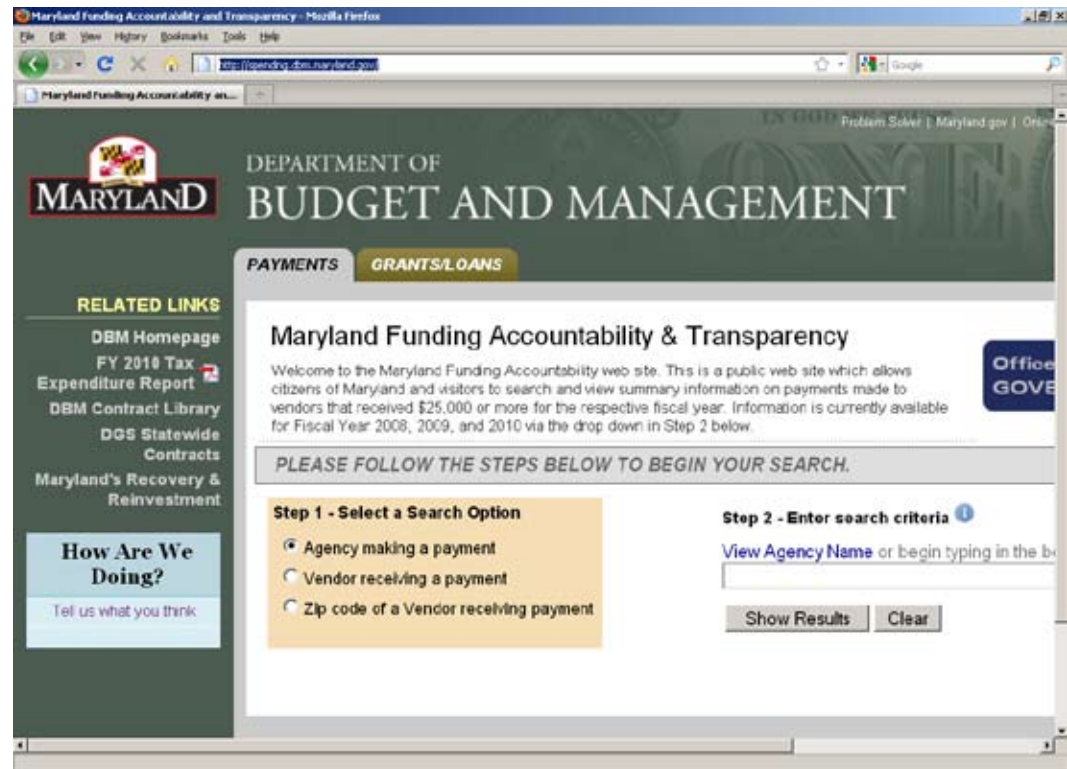 Maryland Funding Accountability and Transparency - Mozilla Firefox
File Edit View History Bookmarks Tools Help
http://spending.dbm.maryland.gov/
Google
Maryland Funding Accountability an...
Problem Solver | Maryland.gov |
MARYLAND
DEPARTMENT OF
BUDGET AND MANAGEMENT
ONE
PAYMENTS GRANTS/LOANS
RELATED LINKS
DBM Homepage
FY 2010 Tax
Expenditure Report
DBM Contract Library
DGS Statewide
Contracts
Maryland's Recovery &
Reinvestment
How Are We
Doing?
Tell us what you think
Maryland Funding Accountability & Transparency
Welcome to the Maryland Funding Accountability web site. This is a public web site which allows
citizens of Maryland and visitors to search and view summary information on payments made to
vendors that received $25,000 or more for the respective fiscal year. Information is currently available
for Fiscal Year 2008, 2009, and 2010 via the drop down in Step 2 below.
Office
GOVE
PLEASE FOLLOW THE STEPS BELOW TO BEGIN YOUR SEARCH.
Step 1 - Select a Search Option
Agency making a payment
Vendor receiving a payment
Zip code of a Vendor receiving payment
Step 2 - Enter search criteria
View Agency Name or begin typing in the
Show Results Clear